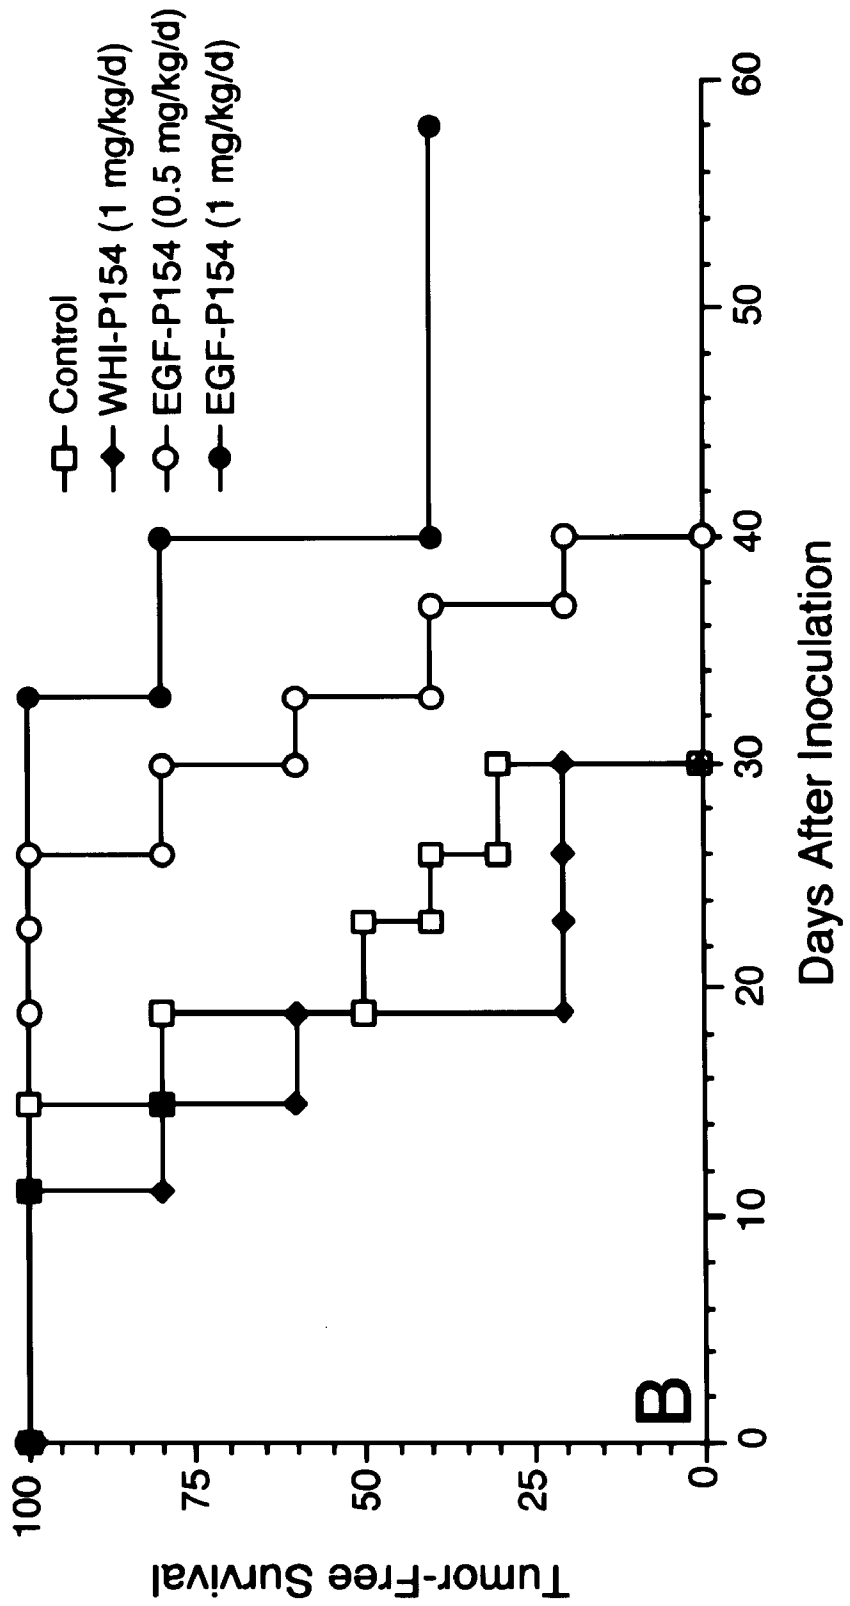 Control
WHI-P154 (1 mg/kg/d)
EGF-P154 (0.5 mg/kg/d)
EGF-P154 (1 mg/kg/d)
100
75
50
25
0
Tumor-Free Survival
B
0 10 20 30 40 50 60
Days After Inoculation